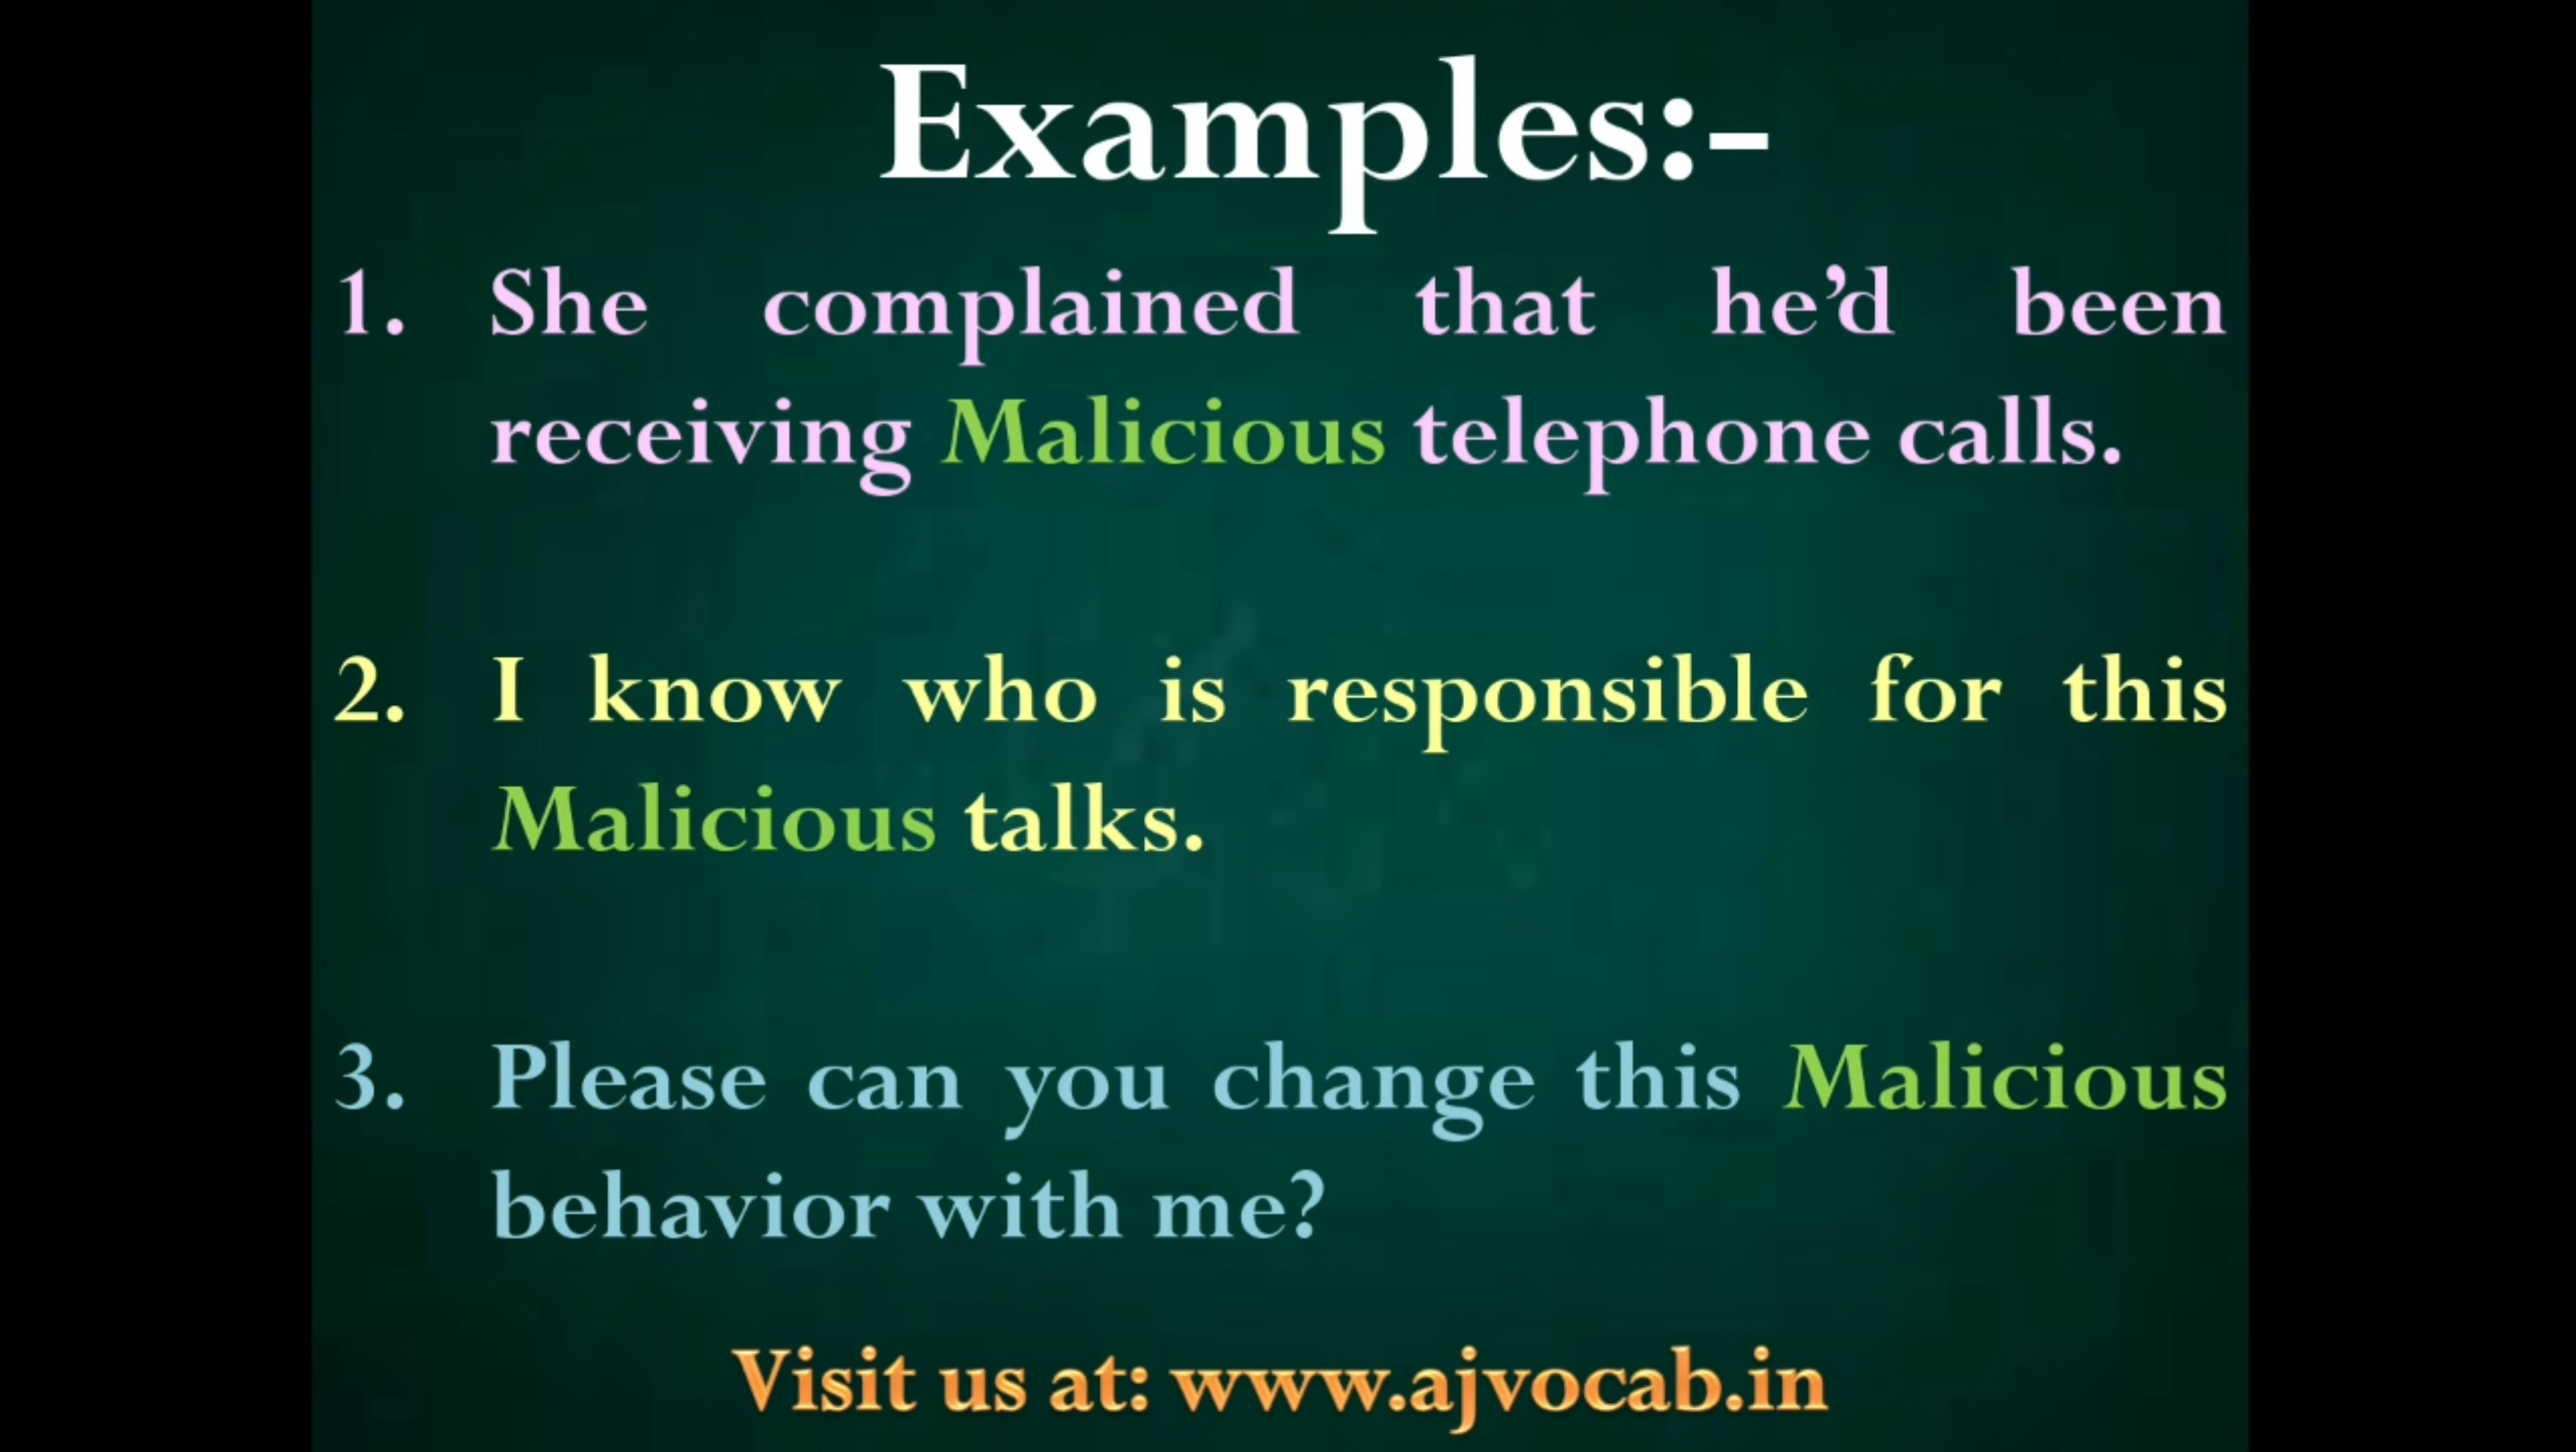 Examples:-
1. She complained that he’d been
receiving Malicious telephone calls.
2. I know who is responsible for this
Malicious talks.
3. Please can you change this Malicious
behavior with me?
Visit us at: www.ajvocab.in